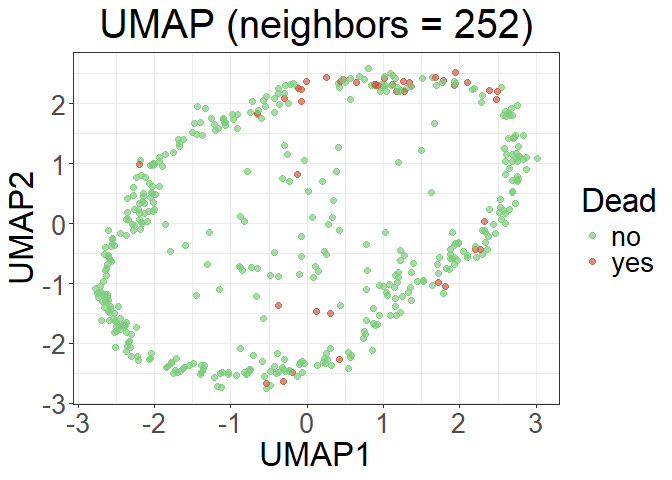 UMAP (neighbors = 252)
UMAP2
2
1
0
-1
-2
-3
-3 -2 -1 0 1 2 3
UMAP1
Dead
no
yes